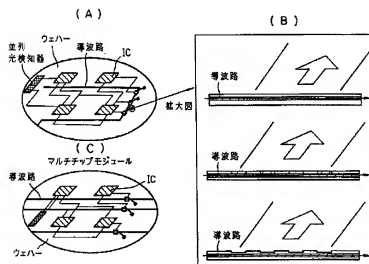 (A)
ウェハー
導波路
IC
並列
光検知器
拡大図
(C)
マルチチップモジュール
導波路
IC
ウェハー
(B)
導波路
導波路
導波路